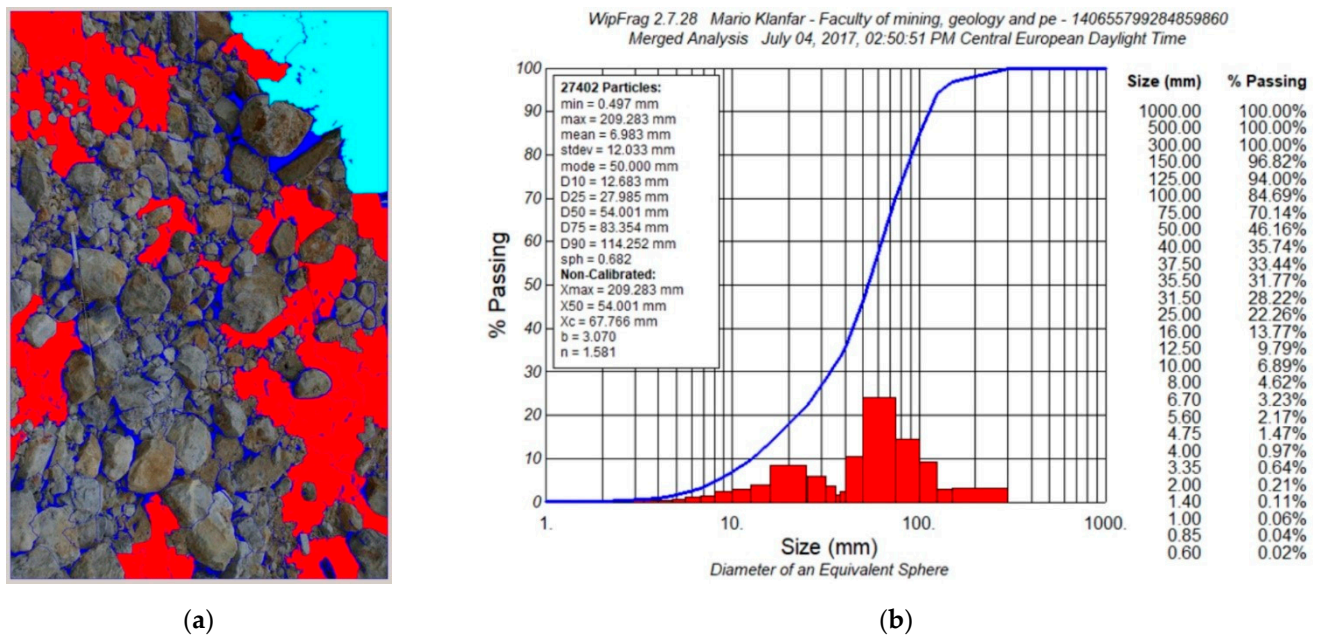 WipFrag 2.7.28 Mario Klanfar - Faculty of mining, geology and pe - 140655799284859860
Merged Analysis July 04, 2017, 02:50:51 PM Central European Daylight Time
% Passing
100
90
80
70
60
50
40
30
20
10
0
27402 Particles:
min = 0.497 mm
max = 209.283 mm
mean = 6.983 mm
stdev = 12.033 mm
mode = 50.000 mm
D10 = 12.683 mm
D25 = 27.985 mm
D50 = 54.001 mm
D75 = 83.354 mm
D90 = 114.252 mm
sph = 0.682
Non-Calibrated:
Xmax = 209.283 mm
X50 = 54.001 mm
Xc = 67.766 mm
b = 3.070
n = 1.581
1. 10. 100. 1000.
Size (mm)
Diameter of an Equivalent Sphere
Size (mm) % Passing
1000.00 100.00%
500.00 100.00%
300.00 100.00%
150.00 96.82%
125.00 94.00%
100.00 84.69%
75.00 70.14%
50.00 46.16%
40.00 35.74%
37.50 33.44%
35.50 31.77%
31.50 28.22%
25.00 22.26%
16.00 13.77%
12.50 9.79%
10.00 6.89%
8.00 4.62%
6.70 3.23%
5.60 2.17%
4.75 1.47%
4.00 0.97%
3.35 0.64%
2.00 0.21%
1.40 0.11%
1.00 0.06%
0.85 0.04%
0.60 0.02%
(a)
(b)